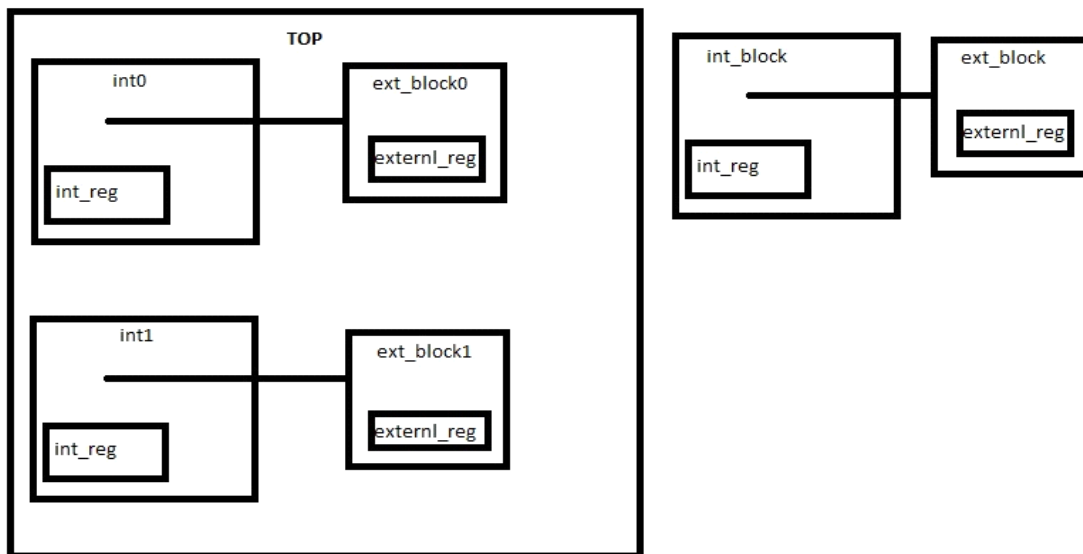 TOP
int0
ext_block0
externl_reg
int_reg
int1
ext_block1
externl_reg
int_reg
int_block
ext_block
externl_reg
int_reg